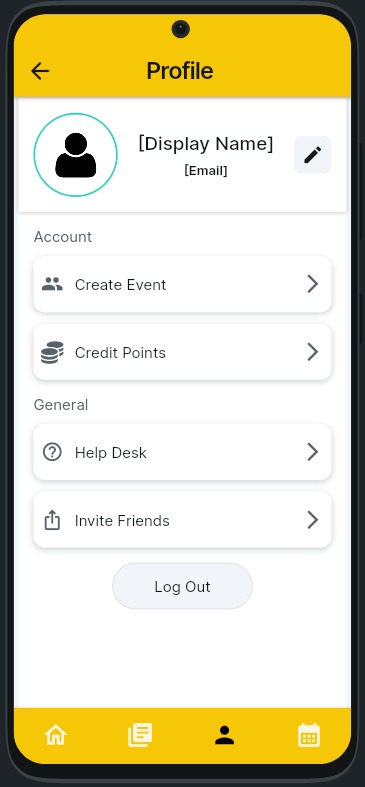 Profile
[Display Name]
[Email]
Account
Create Event
Credit Points
General
Help Desk
Invite Friends
Log Out